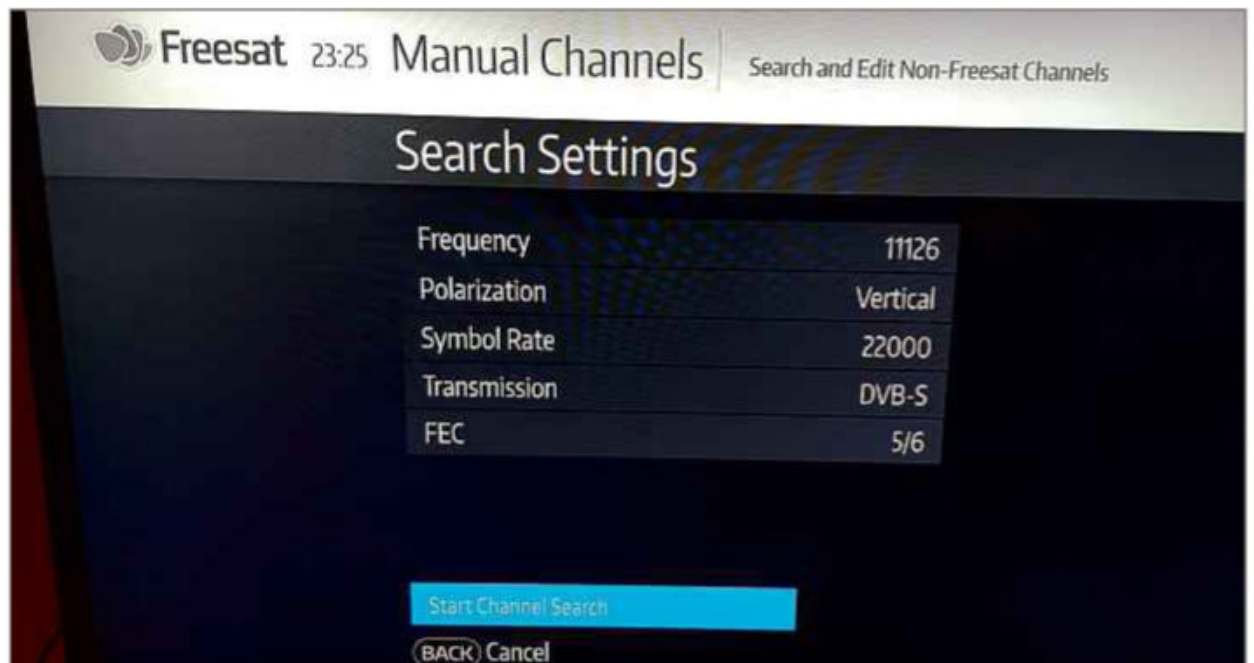 Freesat 23:25 Manual Channels Search and Edit Non-Freesat Channels
Search Settings
Frequency 11126
Polarization Vertical
Symbol Rate 22000
Transmission DVB-S
FEC 5/6
Start Channel Search
BACK Cancel